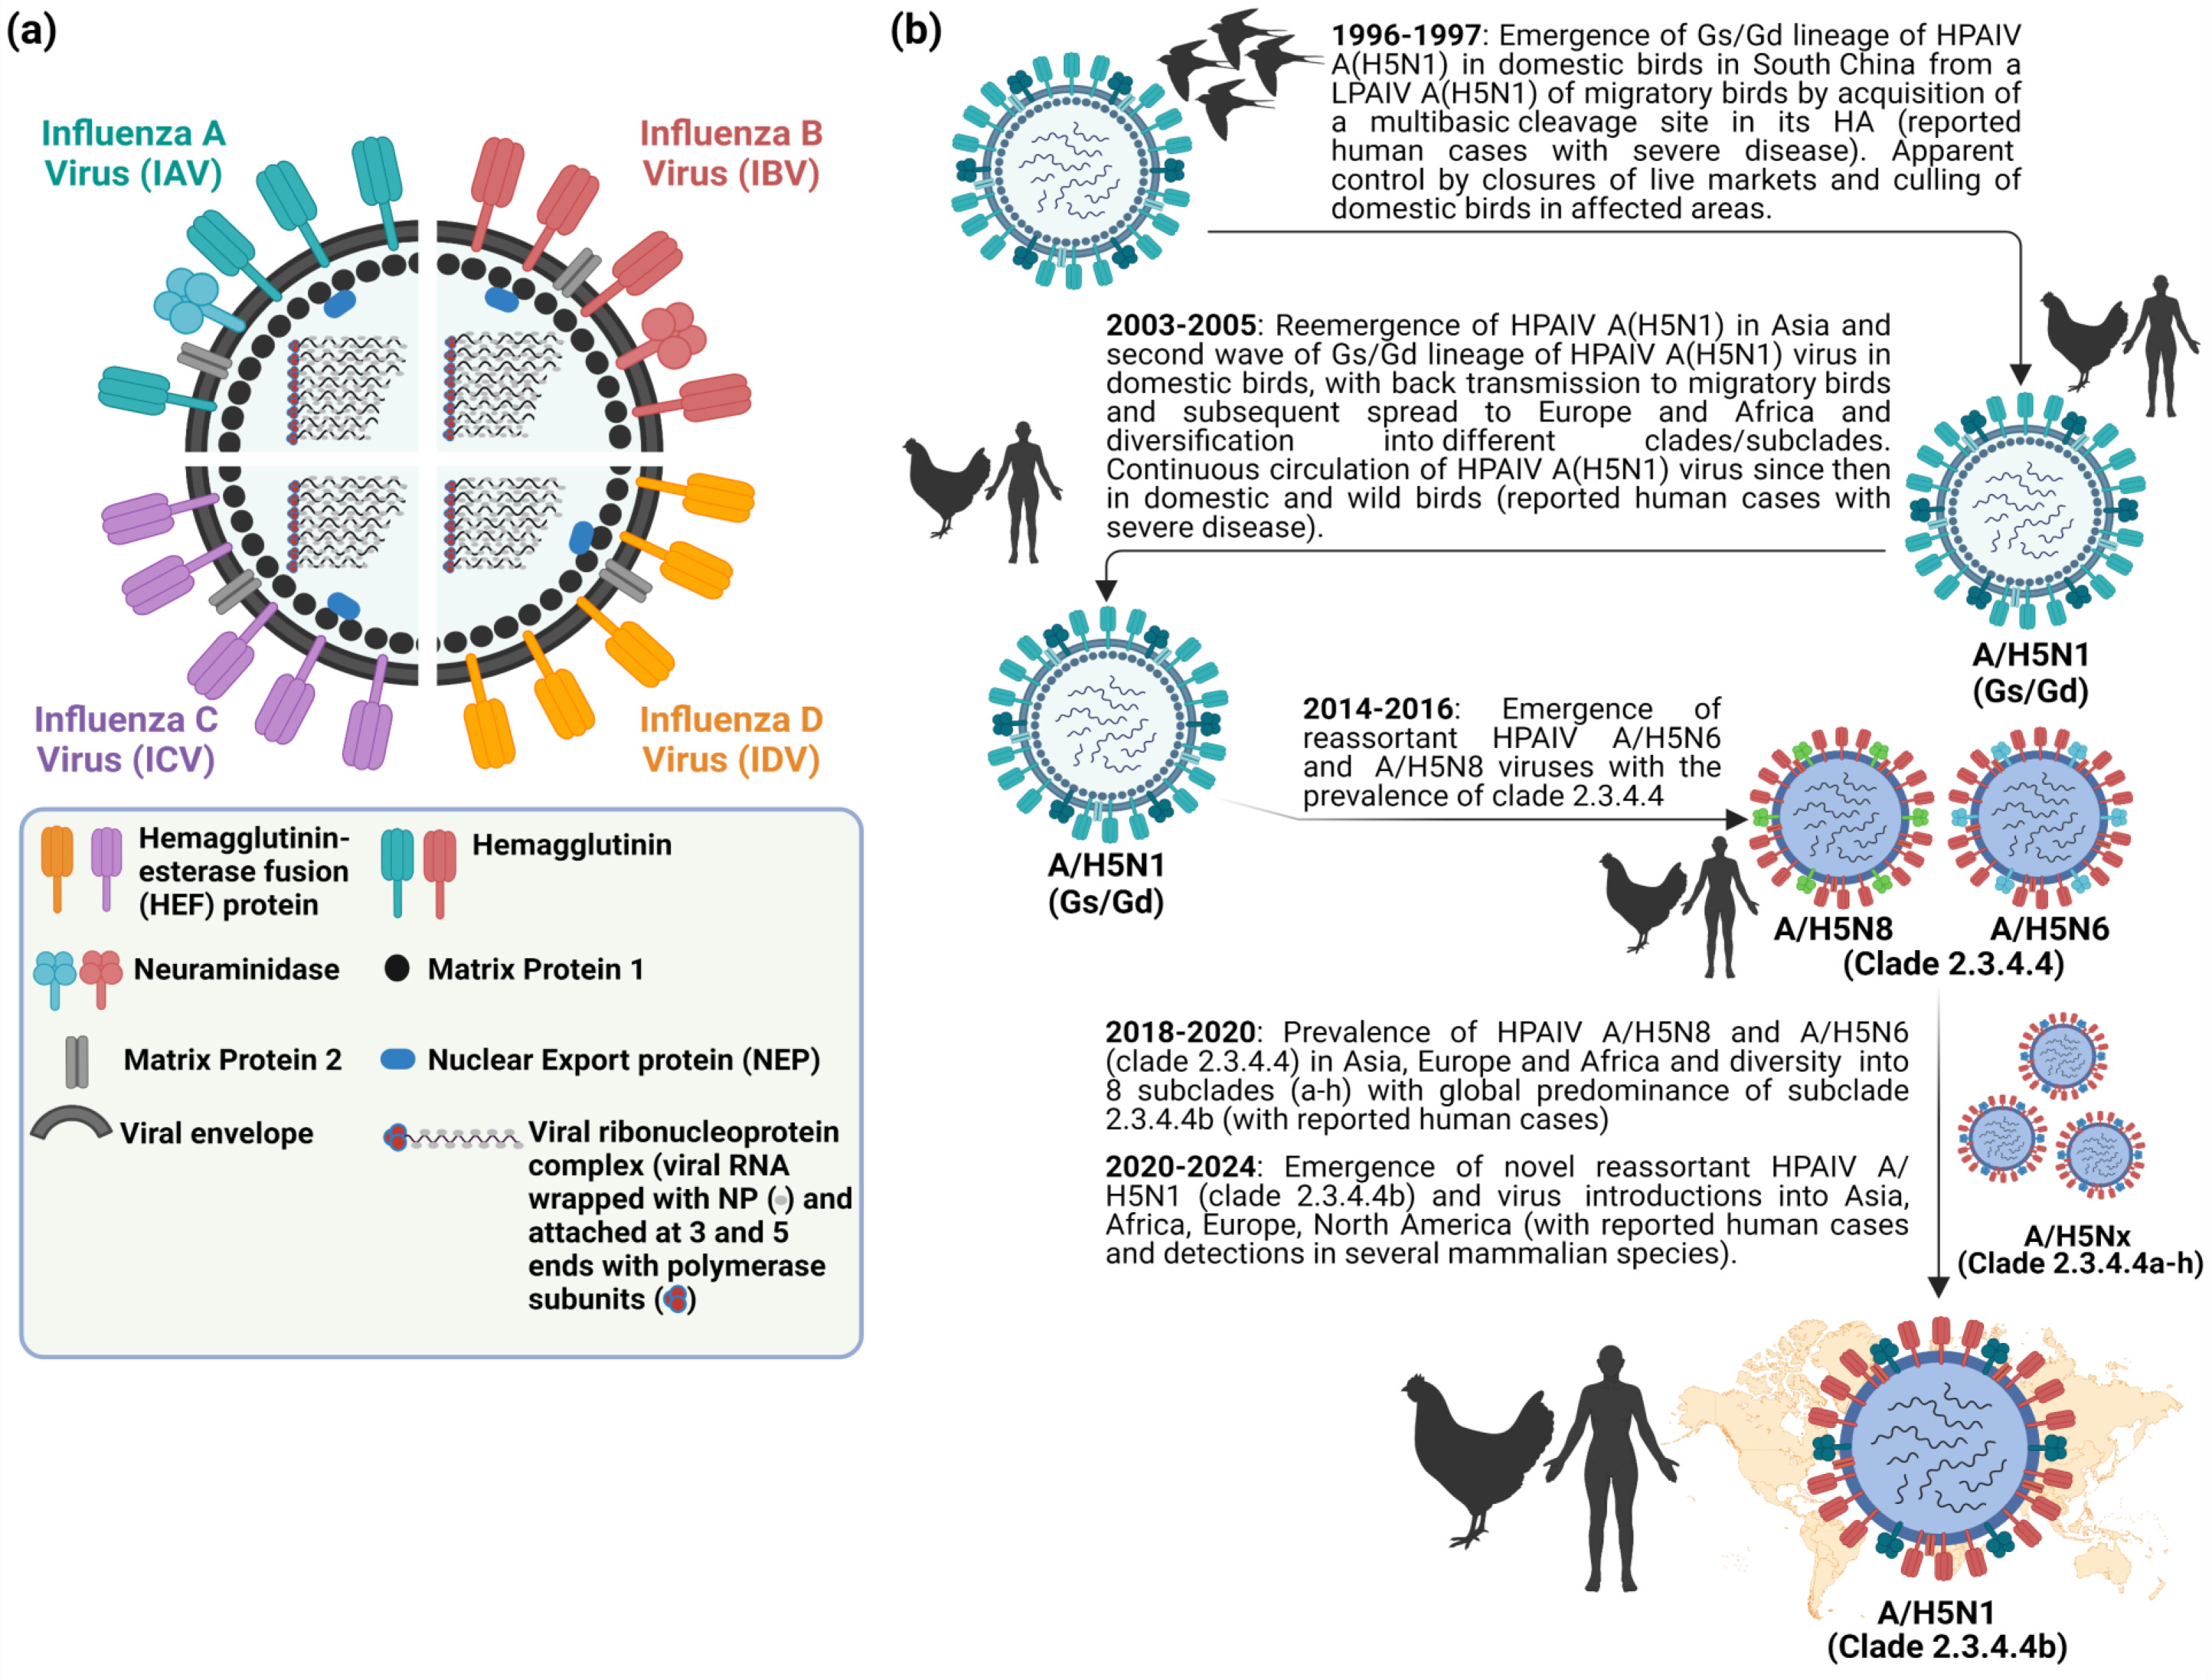 (a)
Influenza A
Virus (IAV)
Influenza B
Virus (IBV)
Influenza C
Virus (ICV)
Influenza D
Virus (IDV)
Hemagglutinin-
esterase fusion
(HEF) protein
Hemagglutinin
Neuraminidase
Matrix Protein 1
Matrix Protein 2
Nuclear Export protein (NEP)
Viral envelope
Viral ribonucleoprotein
complex (viral RNA
wrapped with NP ( ) and
attached at 3 and 5
ends with polymerase
subunits ( )
(b)
1996-1997: Emergence of Gs/Gd lineage of HPAIV
A(H5N1) in domestic birds in South China from a
LPAIV A(H5N1) of migratory birds by acquisition of
a multibasic cleavage site in its HA (reported
human cases with severe disease). Apparent
control by closures of live markets and culling of
domestic birds in affected areas.
2003-2005: Reemergence of HPAIV A(H5N1) in Asia and
second wave of Gs/Gd lineage of HPAIV A(H5N1) virus in
domestic birds, with back transmission to migratory birds
and subsequent spread to Europe and Africa and
diversification into different clades/subclades.
Continuous circulation of HPAIV A(H5N1) virus since then
in domestic and wild birds (reported human cases with
severe disease).
A/H5N1
(Gs/Gd)
A/H5N1
(Gs/Gd)
2014-2016: Emergence of
reassortant HPAIV A/H5N6
and A/H5N8 viruses with the
prevalence of clade 2.3.4.4
A/H5N8
A/H5N6
(Clade 2.3.4.4)
2018-2020: Prevalence of HPAIV A/H5N8 and A/H5N6
(clade 2.3.4.4) in Asia, Europe and Africa and diversity into
8 subclades (a-h) with global predominance of subclade
2.3.4.4b (with reported human cases)
2020-2024: Emergence of novel reassortant HPAIV A/
H5N1 (clade 2.3.4.4b) and virus introductions into Asia,
Africa, Europe, North America (with reported human cases
and detections in several mammalian species).
A/H5Nx
(Clade 2.3.4.4a-h)
A/H5N1
(Clade 2.3.4.4b)